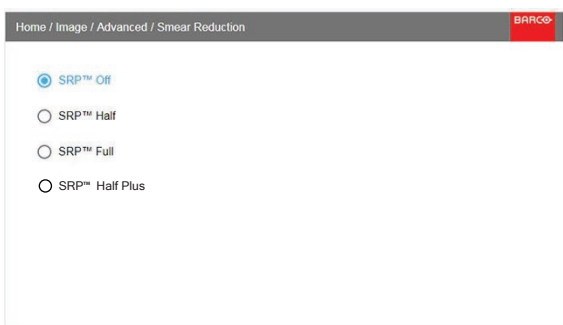 Home / Image / Advanced / Smear Reduction
BARCO
SRP™ Off
SRP™ Half
SRP™ Full
SRP™ Half Plus